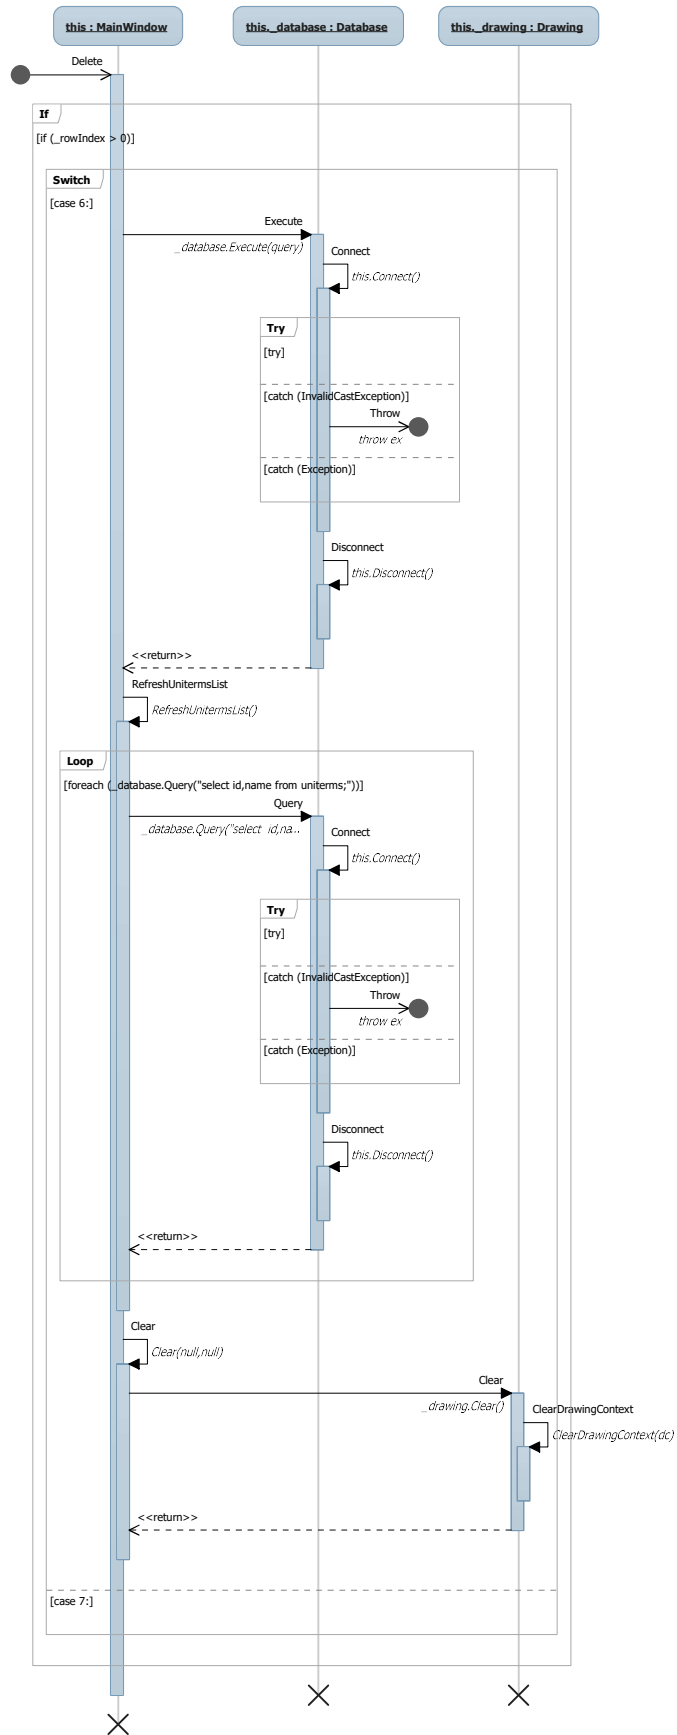 this : MainWindow
this._database : Database
this._drawing : Drawing
Delete
If
[if (_rowIndex > 0)]
Switch
[case 6:]
Execute
_database.Execute(query)
Connect
this.Connect()
Try
[try]
[catch (InvalidCastException)]
Throw
throw ex
[catch (Exception)]
Disconnect
this.Disconnect()
<<return>>
RefreshUnitermsList
RefreshUnitermsList()
Loop
[foreach (_database.Query("select id,name from uniterms;"))]
Query
_database.Query("select id,na...
Connect
this.Connect()
Try
[try]
[catch (InvalidCastException)]
Throw
throw ex
[catch (Exception)]
Disconnect
this.Disconnect()
<<return>>
Clear
Clear(null,null)
Clear
_drawing.Clear()
ClearDrawingContext
ClearDrawingContext(dc)
<<return>>
[case 7:]